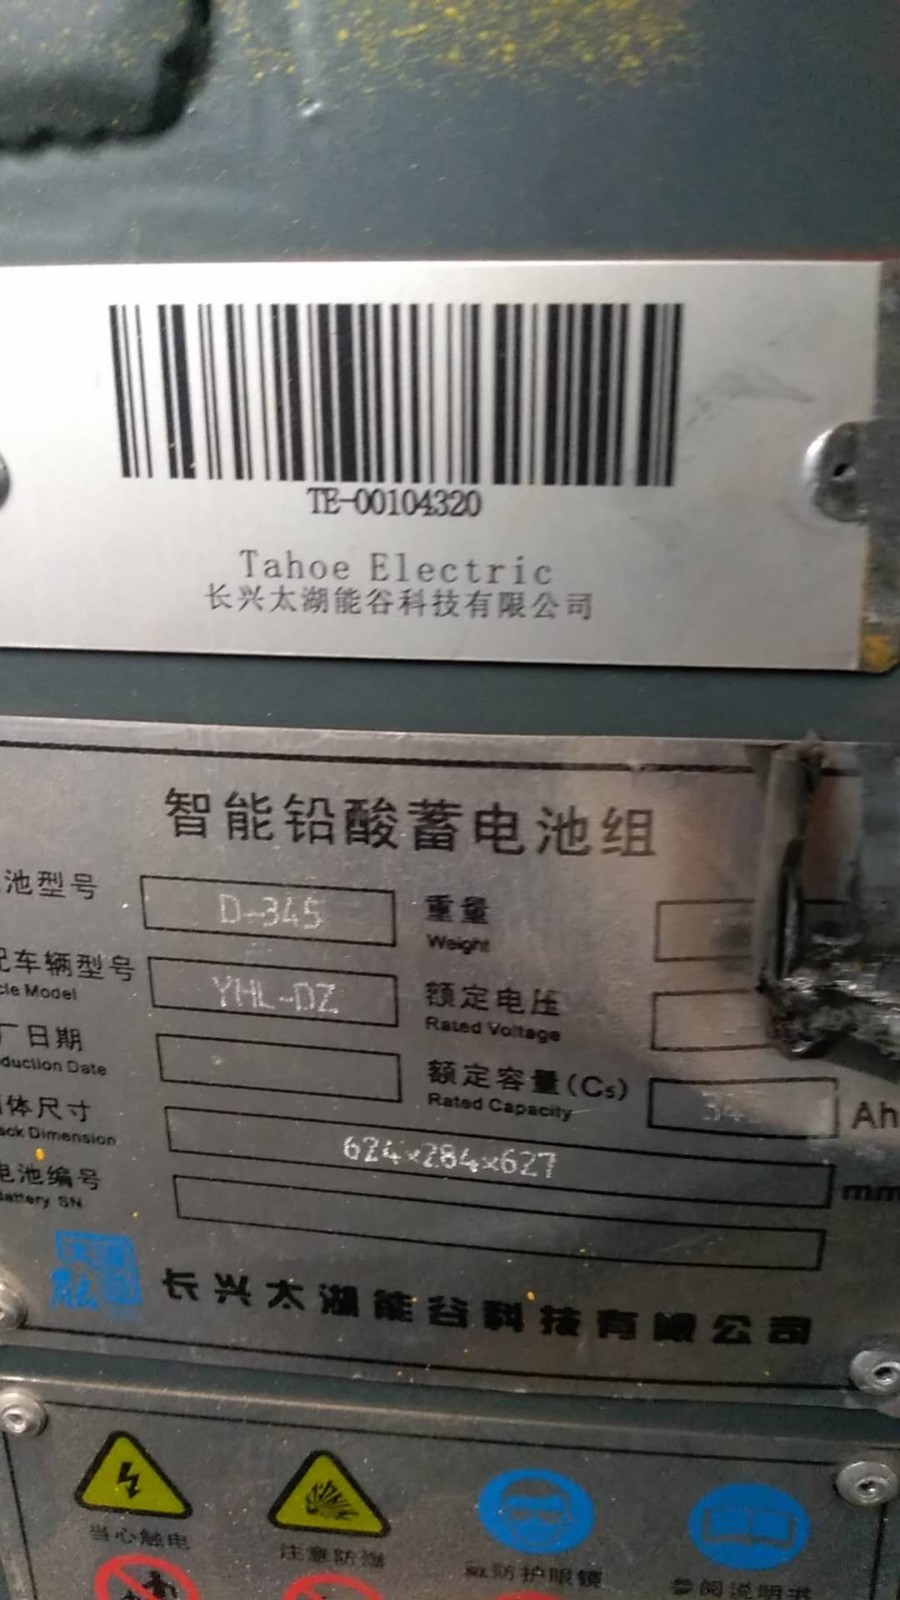 TE-00104320
Tahoe Electric
长兴太湖能谷科技有限公司
智能铅酸蓄电池组
池型号 D-345 重量
Weight
车辆型号 YHL-DZ 额定电压
Model Rated Voltage
日期 额定容量(C5) Ah
duction Date Rated Capacity
体尺寸 624×284×627 mm
ack Dimension
电池编号
Battery SN
长兴太湖能谷科技有限公司
当心触电 注意防爆 防护眼镜 参阅说明书